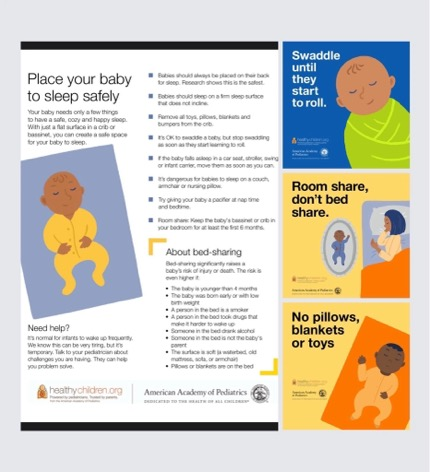 Place your baby
to sleep safely
Your baby needs only a few things
to have a safe, cozy and happy sleep.
With just a flat surface in a crib or
bassinet, you can create a safe space
for your baby to sleep.
Need help?
It's normal for infants to wake up frequently.
We know this can be very tiring, but it's
temporary. Talk to your pediatrician about
challenges you are having. They can help
you problem solve.
Babies should always be placed on their back
for sleep. Research shows this is the safest.
Babies should sleep on a firm sleep surface
that does not incline.
Remove all toys, pillows, blankets and
bumpers from the crib.
It's OK to swaddle a baby, but stop swaddling
as soon as they start learning to roll.
If the baby falls asleep in a car seat, stroller, swing
or infant carrier, move them as soon as you can.
It's dangerous for babies to sleep on a couch,
armchair or nursing pillow.
Try giving your baby a pacifier at nap time
and bedtime.
Room share: Keep the baby's bassinet or crib in
your bedroom for at least the first 6 months.
About bed-sharing
Bed-sharing significantly raises a
baby's risk of injury or death. The risk is
even higher if:
• The baby is younger than 4 months
• The baby was born early or with low
birth weight
• A person in the bed is a smoker
• A person in the bed took drugs that
make it harder to wake up
• Someone in the bed drank alcohol
• Someone in the bed is not the baby's
parent
• The surface is soft (a waterbed, old
mattress, sofa, or armchair)
• Pillows or blankets are on the bed
healthychildren.org
Powered by pediatricians. Trusted by parents.
from the American Academy of Pediatrics
American Academy of Pediatrics
DEDICATED TO THE HEALTH OF ALL CHILDREN®
Swaddle
until
they
start
to roll.
healthychildren.org
American Academy of Pediatrics
Room share,
don't bed
share.
healthychildren.org
American Academy of Pediatrics
No pillows,
blankets
or toys
healthychildren.org
American Academy of Pediatrics